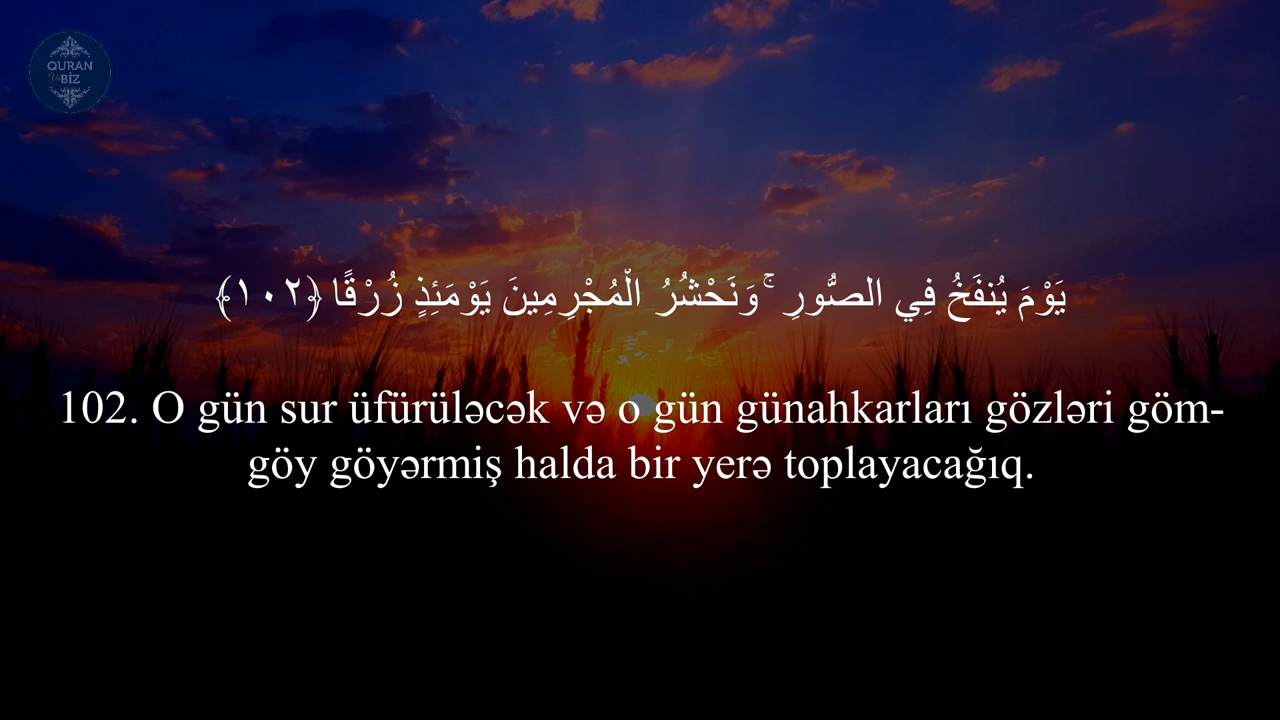 QURAN
Və BİZ
يَوْمَ يُنفَخُ فِي الصُّورِ ۚ وَنَحْشُرُ الْمُجْرِمِينَ يَوْمَئِذٍ زُرْقًا ﴿١٠٢﴾
102. O gün sur üfürüləcək və o gün günahkarları gözləri göm-
göy göyərmiş halda bir yerə toplayacağıq.